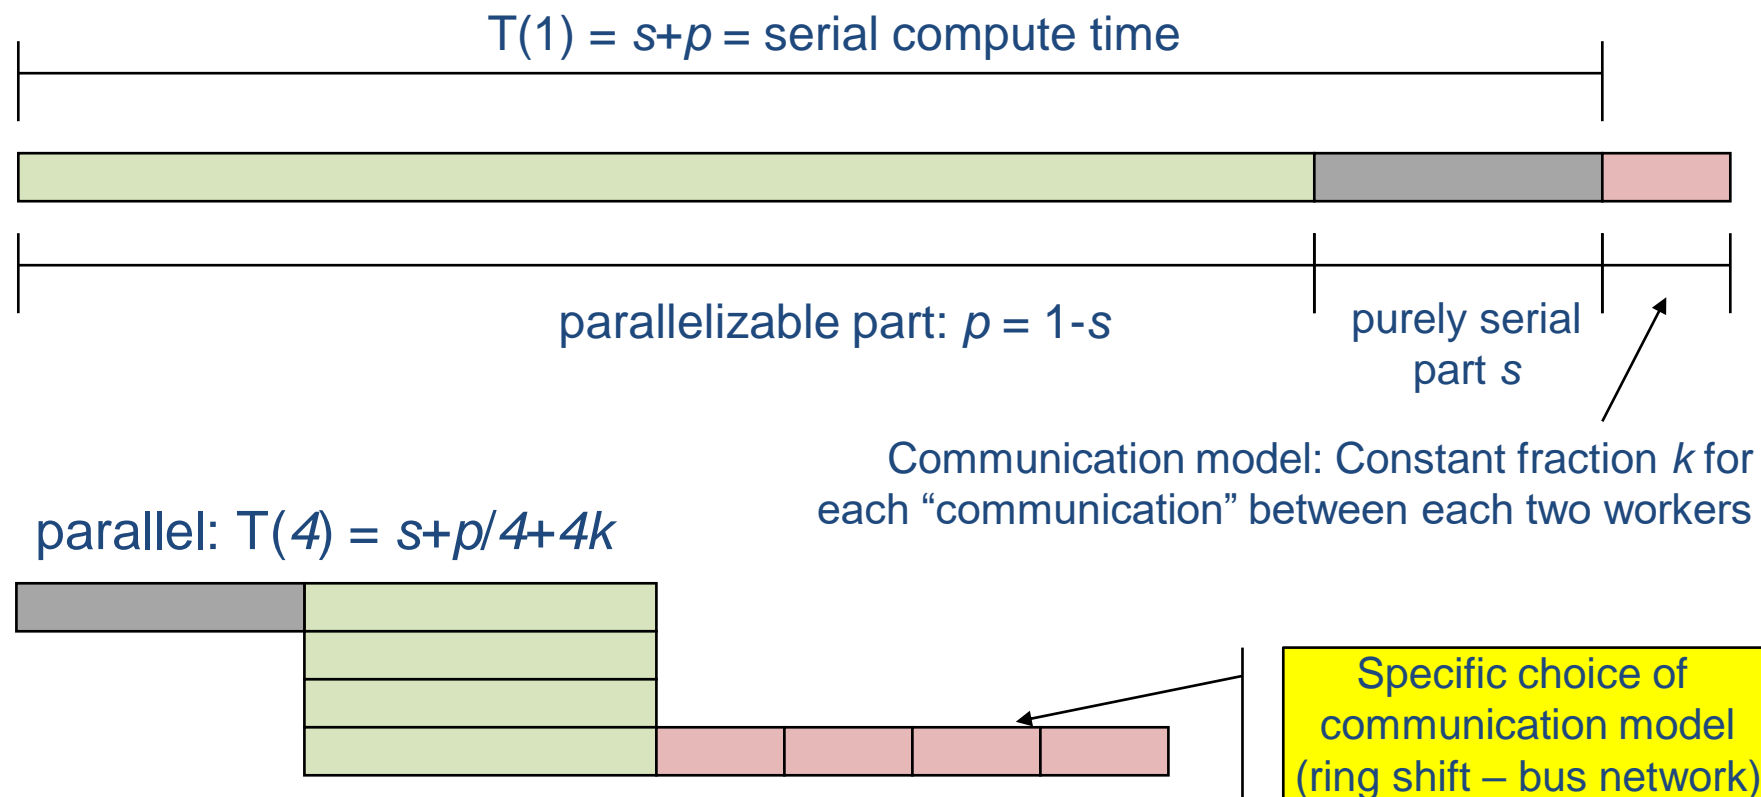 T(1) = s+p = serial compute time
parallelizable part: p = 1-s
purely serial
part s
Communication model: Constant fraction k for
each “communication” between each two workers
parallel: T(4) = s+p/4+4k
Specific choice of
communication model
(ring shift – bus network)